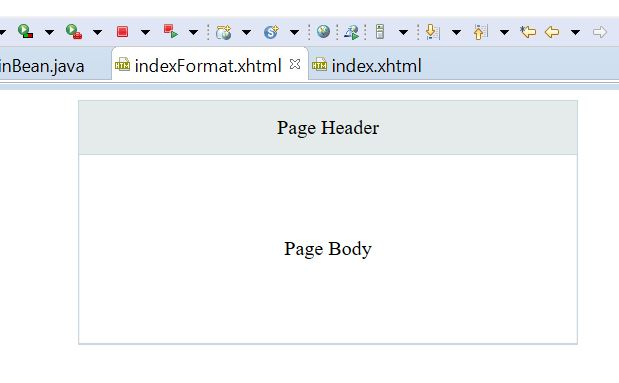 inBean.java indexFormat.xhtml index.xhtml
Page Header
Page Body